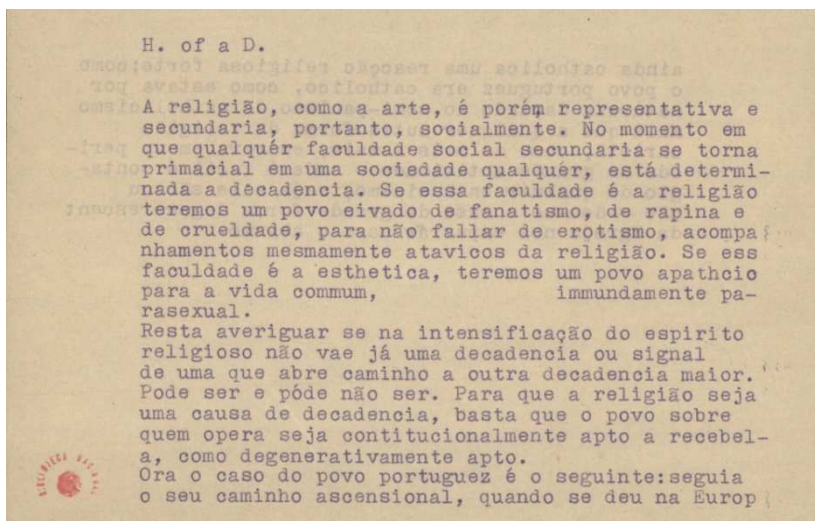 H. of a D.
A religião, como a arte, é porém representativa e
secundaria, portanto, socialmente. No momento em
que qualquér faculdade social secundaria se torna
primacial em uma sociedade qualquér, está determi-
nada a decadencia. Se essa faculdade é a religião
teremos um povo eivado de fanatismo, de rapina e
de crueldade, para não fallar de erotismo, acompa
nhamentos mesmamente atavicos da religião. Se ess
faculdade é a esthetica, teremos um povo apathcio
para a vida commum, immundamente pa-
rasexual.
Resta averiguar se na intensificação do espirito
religioso não vae já uma decadencia ou signal
de uma que abre caminho a outra decadencia maior.
Pode ser e póde não ser. Para que a religião seja
uma causa de decadencia, basta que o povo sobre
quem opera seja contitucionalmente apto a recebel-
a, como degenerativamente apto.
Ora o caso do povo portuguez é o seguinte:seguia
o seu caminho ascensional, quando se deu na Europ